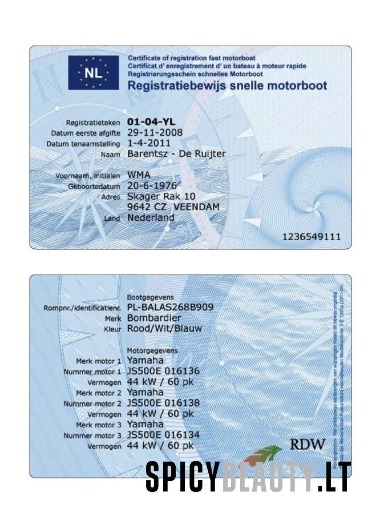 NL
Certificate of registration fast motorboat
Certificat d'enregistrement d'un bateau à moteur rapide
Registrierungsschein schnelles Motorboot
Registratiebewijs snelle motorboot
Registratieteken 01-04-YL
Datum eerste afgifte 29-11-2008
Datum tenaamstelling 1-4-2011
Naam Barentsz - De Ruijter
Voornaam, initialen WMA
Geboortedatum 20-6-1976
Adres Skager Rak 10
9642 CZ VEENDAM
Land Nederland
1236549111
Bootgegevens
Rompnr./identificatienr. PL-BALAS268B909
Merk Bombardier
Kleur Rood/Wit/Blauw
Motorgegevens
Merk motor 1 Yamaha
Nummer motor 1 JS500E 016136
Vermogen 44 kW / 60 pk
Merk motor 2 Yamaha
Nummer motor 2 JS500E 016138
Vermogen 44 kW / 60 pk
Merk motor 3 Yamaha
Nummer motor 3 JS500E 016134
Vermogen 44 kW / 60 pk
RDW
SPICYBEAUTY.LT